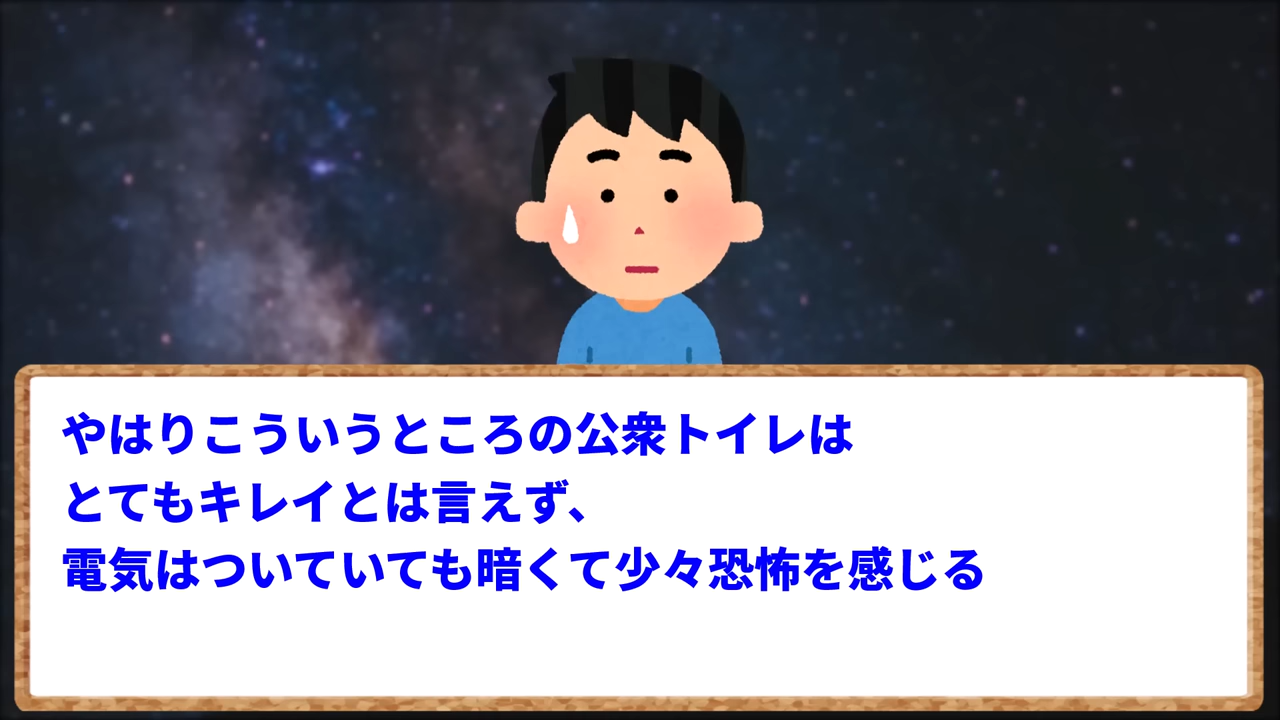 やはりこういうところの公衆トイレは
とてもキレイとは言えず、
電気はついていても暗くて少々恐怖を感じる